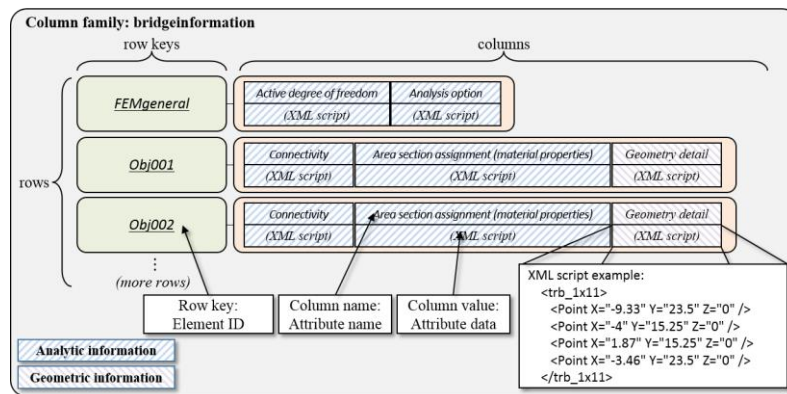 Column family: bridgeinformation
row keys
columns
rows
FEMgeneral
Active degree of freedom
Analysis option
(XML script)
(XML script)
Obj001
Connectivity
Area section assignment (material properties)
Geometry detail
(XML script)
(XML script)
(XML script)
Obj002
Connectivity
Area section assignment (material properties)
Geometry detail
(XML script)
(XML script)
(XML script)
⋮
(more rows)
Row key:
Element ID
Column name:
Attribute name
Column value:
Attribute data
XML script example:
<trb_1x11>
<Point X="-9.33" Y="23.5" Z="0" />
<Point X="-4" Y="15.25" Z="0" />
<Point X="1.87" Y="15.25" Z="0" />
<Point X="-3.46" Y="23.5" Z="0" />
</trb_1x11>
Analytic information
Geometric information